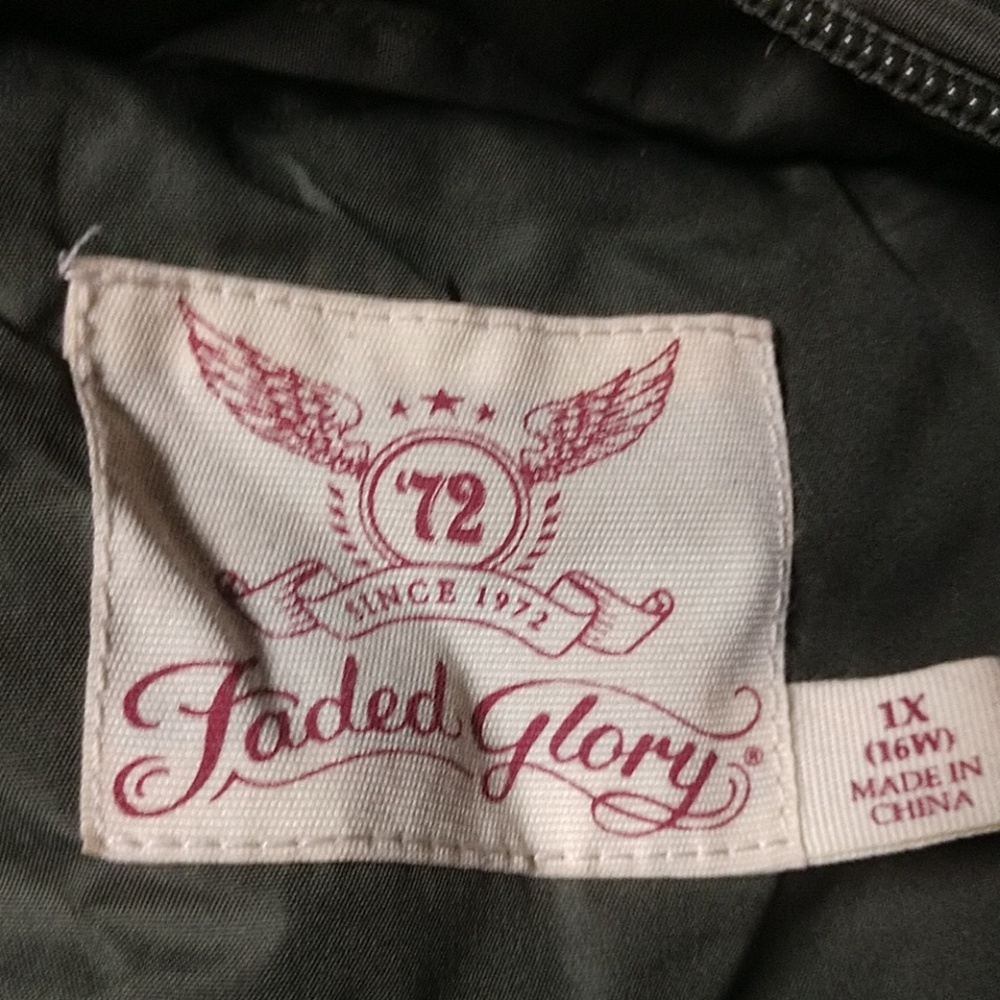 '72
SINCE 1972
Faded Glory®
1X
(16W)
MADE IN
CHINA